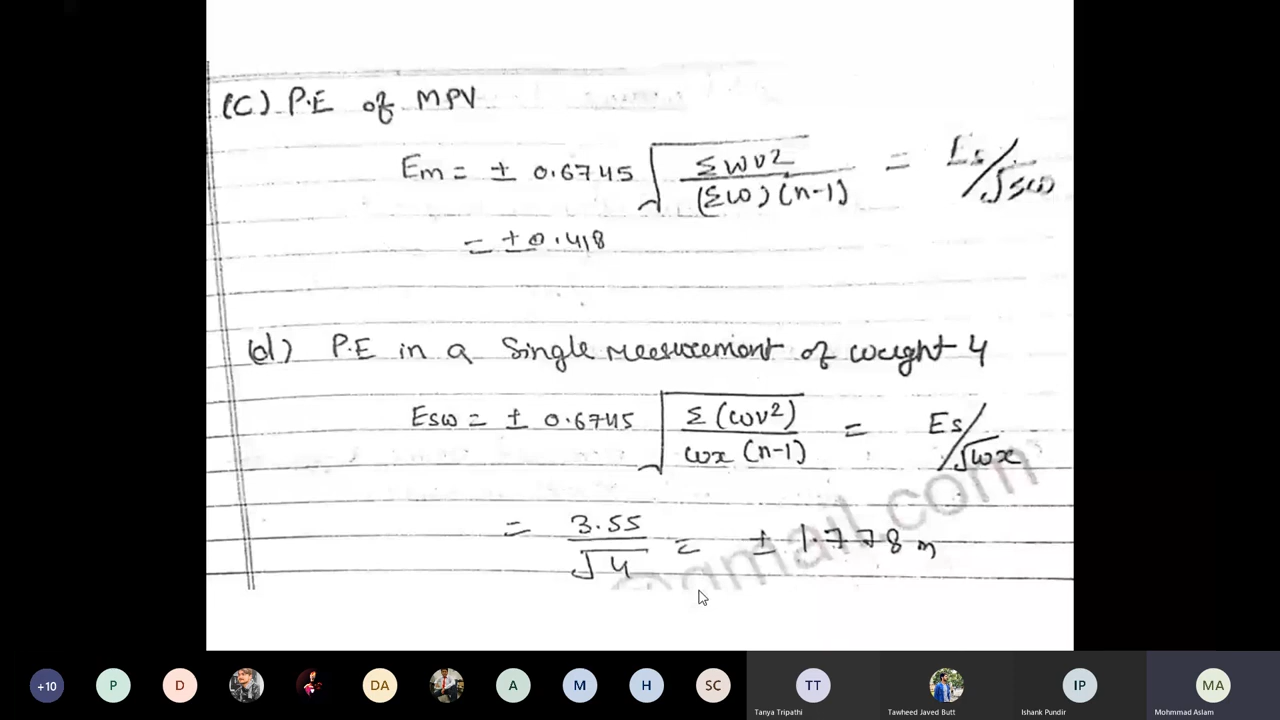 (C) P.E of MPV
Em = ± 0.6745 √ Σwv2 / (Σw)(n-1) = Es/√Σw
= ±0.418
(d) P.E in a Single measurement of weight 4
Esw = ± 0.6745 √ Σ(wv²) / wx (n-1) = Es/√wx
= 3.55 / √4 = ± 1.778 m
@gmail.com
+10 P D DA A M H SC TT IP MA
Tanya Tripathi Tawheed Javed Butt Ishank Pundir Mohmmad Aslam